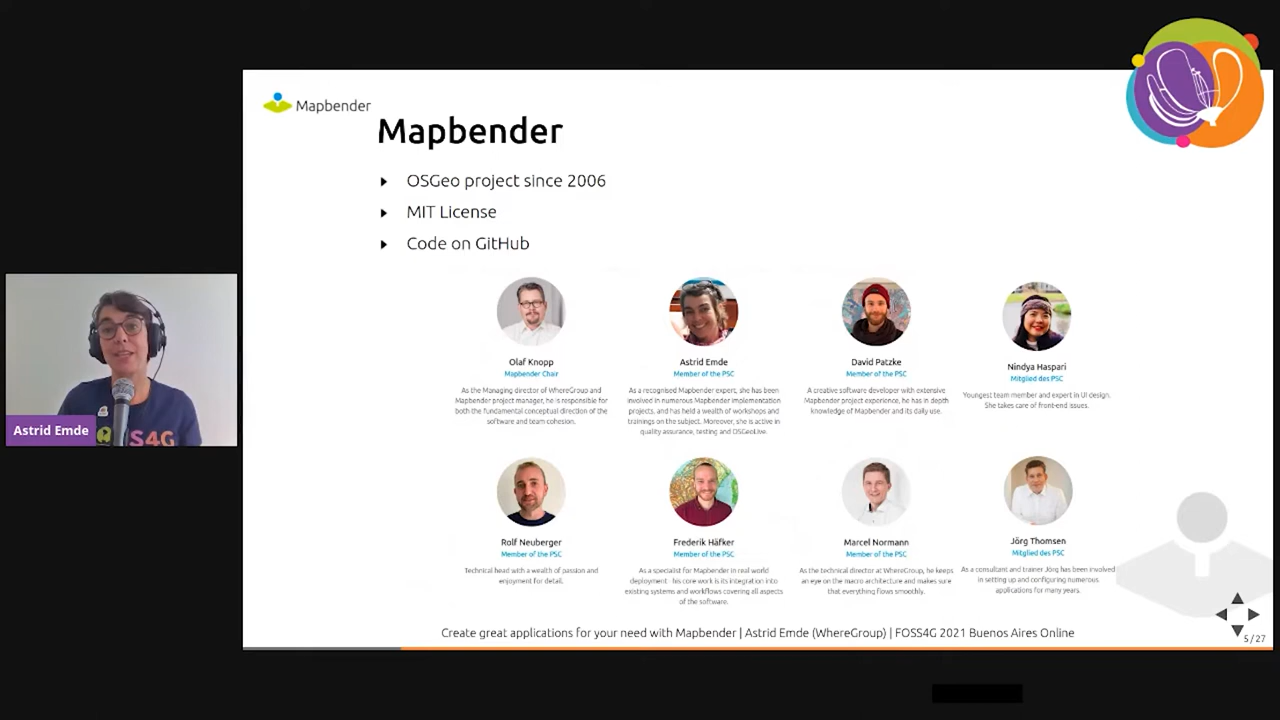 Mapbender
Mapbender
OSGeo project since 2006
MIT License
Code on GitHub
Olaf Knopp
Mapbender Chair
As the Managing director of WhereGroup and
Mapbender project manager, he is responsible for
both the fundamental conceptual direction of the
software and team cohesion.
Astrid Emde
Member of the PSC
As a recognised Mapbender expert, she has been
involved in numerous Mapbender implementation
projects, and has held a wealth of workshops and
trainings on the subject. Moreover, she is active in
quality assurance, testing and OSGeoLive.
David Patzke
Member of the PSC
A creative software developer with extensive
Mapbender project experience, he has in depth
knowledge of Mapbender and its daily use.
Nindya Haspari
Mitglied des PSC
Youngest team member and expert in UI design.
She takes care of front-end issues.
Astrid Emde
S4G
Rolf Neuberger
Member of the PSC
Technical head with a wealth of passion and
enjoyment for detail.
Frederik Häfker
Member of the PSC
As a specialist for Mapbender in real world
deployment - his core work is its integration into
existing systems and workflows covering all aspects
of the software.
Marcel Normann
Member of the PSC
As the technical director at WhereGroup, he keeps
an eye on the macro architecture and makes sure
that everything flows smoothly.
Jörg Thomsen
Mitglied des PSC
As a consultant and trainer Jörg has been involved
in setting up and configuring numerous
applications for many years.
Create great applications for your need with Mapbender | Astrid Emde (WhereGroup) | FOSS4G 2021 Buenos Aires Online
5 / 27